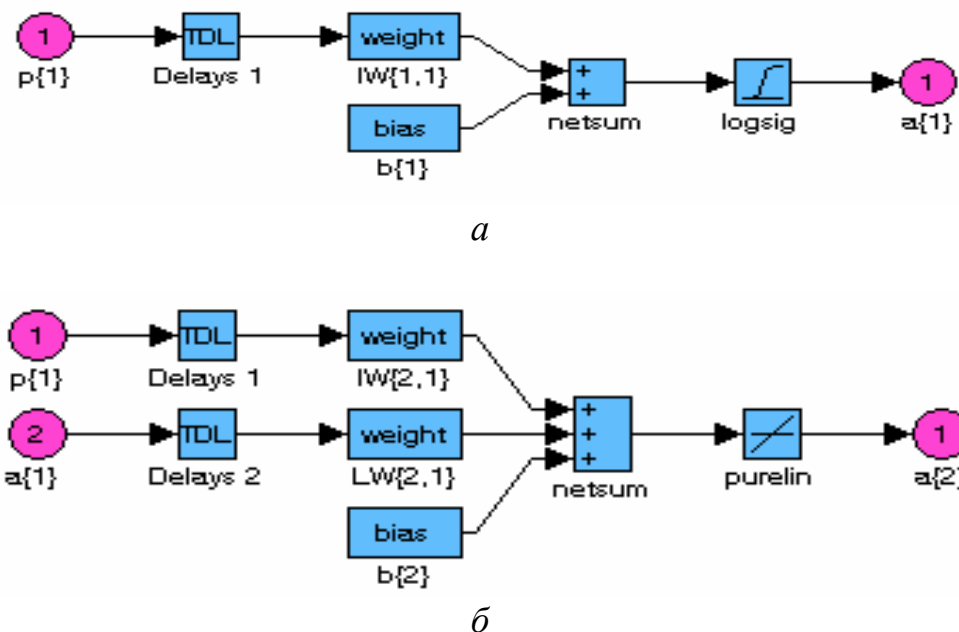 1 TDL weight
p{1} Delays 1 IW{1,1} + + 1
bias netsum logsig a{1}
b{1}
а
1 TDL weight
p{1} Delays 1 IW{2,1} +
2 TDL weight + 1
a{1} Delays 2 LW{2,1} + netsum purelin a{2}
bias
b{2}
б